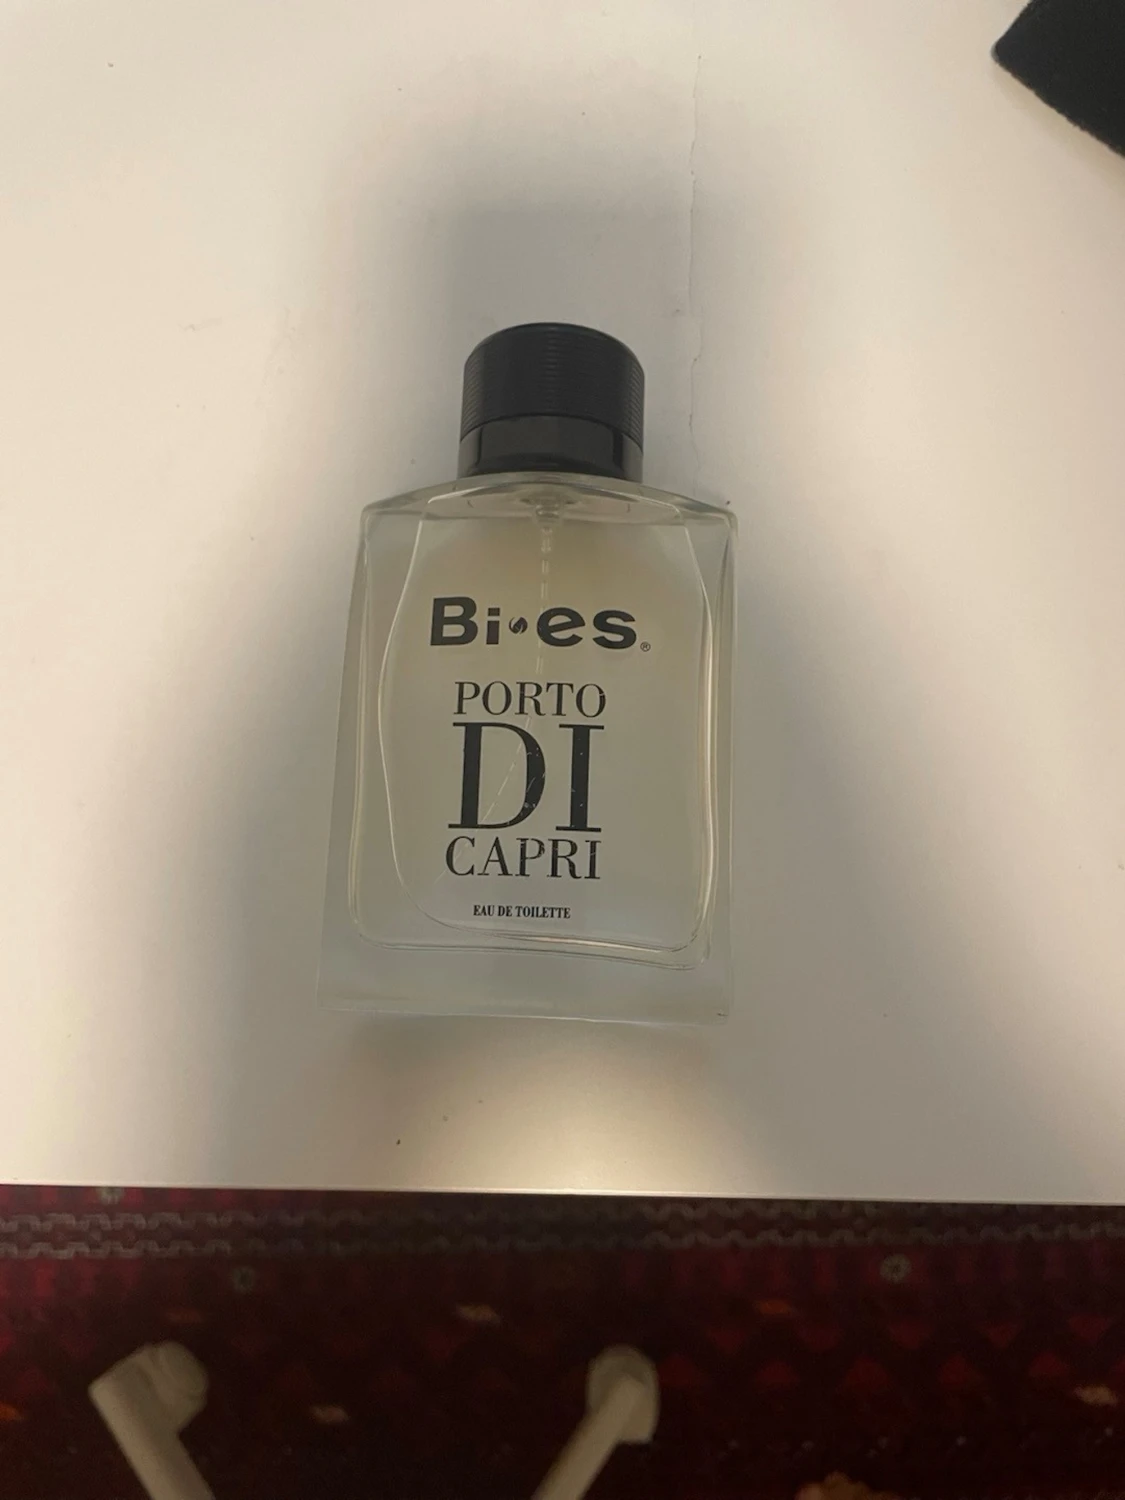 Bi·es®
PORTO
DI
CAPRI
EAU DE TOILETTE